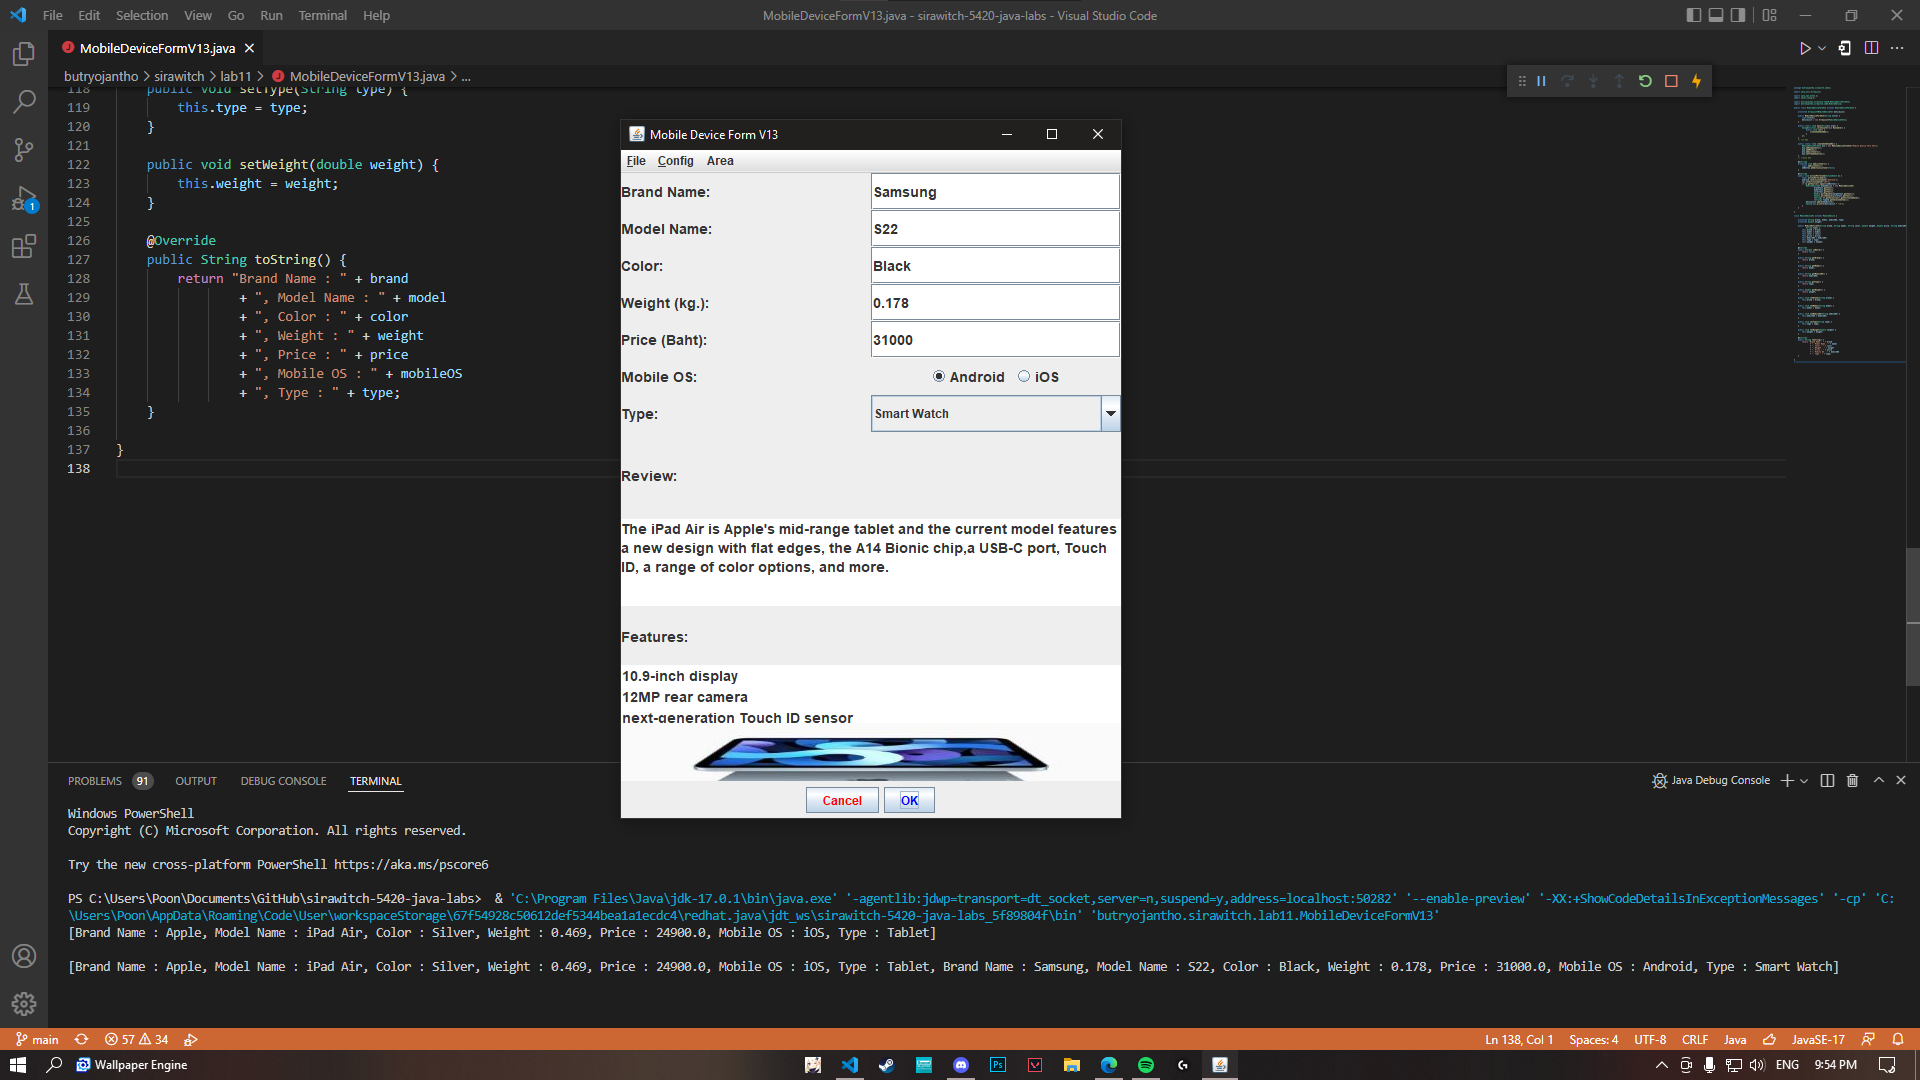 File Edit Selection View Go Run Terminal Help
MobileDeviceFormV13.java - sirawitch-5420-java-labs - Visual Studio Code
MobileDeviceFormV13.java
butryojantho > sirawitch > lab11 > MobileDeviceFormV13.java > ...
118 public void setType(String type) {
119 this.type = type;
120 }
121
122 public void setWeight(double weight) {
123 this.weight = weight;
124 }
125
126 @Override
127 public String toString() {
128 return "Brand Name : " + brand
129 + ", Model Name : " + model
130 + ", Color : " + color
131 + ", Weight : " + weight
132 + ", Price : " + price
133 + ", Mobile OS : " + mobileOS
134 + ", Type : " + type;
135 }
136
137 }
138
1
Mobile Device Form V13
File Config Area
Brand Name: Samsung
Model Name: S22
Color: Black
Weight (kg.): 0.178
Price (Baht): 31000
Mobile OS: Android iOS
Type: Smart Watch
Review:
The iPad Air is Apple's mid-range tablet and the current model features
a new design with flat edges, the A14 Bionic chip,a USB-C port, Touch
ID, a range of color options, and more.
Features:
10.9-inch display
12MP rear camera
next-generation Touch ID sensor
Cancel OK
PROBLEMS 91 OUTPUT DEBUG CONSOLE TERMINAL
Java Debug Console
Windows PowerShell
Copyright (C) Microsoft Corporation. All rights reserved.
Try the new cross-platform PowerShell https://aka.ms/pscore6
PS C:\Users\Poon\Documents\GitHub\sirawitch-5420-java-labs> & 'C:\Program Files\Java\jdk-17.0.1\bin\java.exe' '-agentlib:jdwp=transport=dt_socket,server=n,suspend=y,address=localhost:50282' '--enable-preview' '-XX:+ShowCodeDetailsInExceptionMessages' '-cp' 'C:
\Users\Poon\AppData\Roaming\Code\User\workspaceStorage\67f54928c50612def5344bea1a1ecdc4\redhat.java\jdt_ws\sirawitch-5420-java-labs_5f89804f\bin' 'butryojantho.sirawitch.lab11.MobileDeviceFormV13'
[Brand Name : Apple, Model Name : iPad Air, Color : Silver, Weight : 0.469, Price : 24900.0, Mobile OS : iOS, Type : Tablet]
[Brand Name : Apple, Model Name : iPad Air, Color : Silver, Weight : 0.469, Price : 24900.0, Mobile OS : iOS, Type : Tablet, Brand Name : Samsung, Model Name : S22, Color : Black, Weight : 0.178, Price : 31000.0, Mobile OS : Android, Type : Smart Watch]
main 57 34
Ln 138, Col 1 Spaces: 4 UTF-8 CRLF Java JavaSE-17
Wallpaper Engine
Ps
ENG 9:54 PM